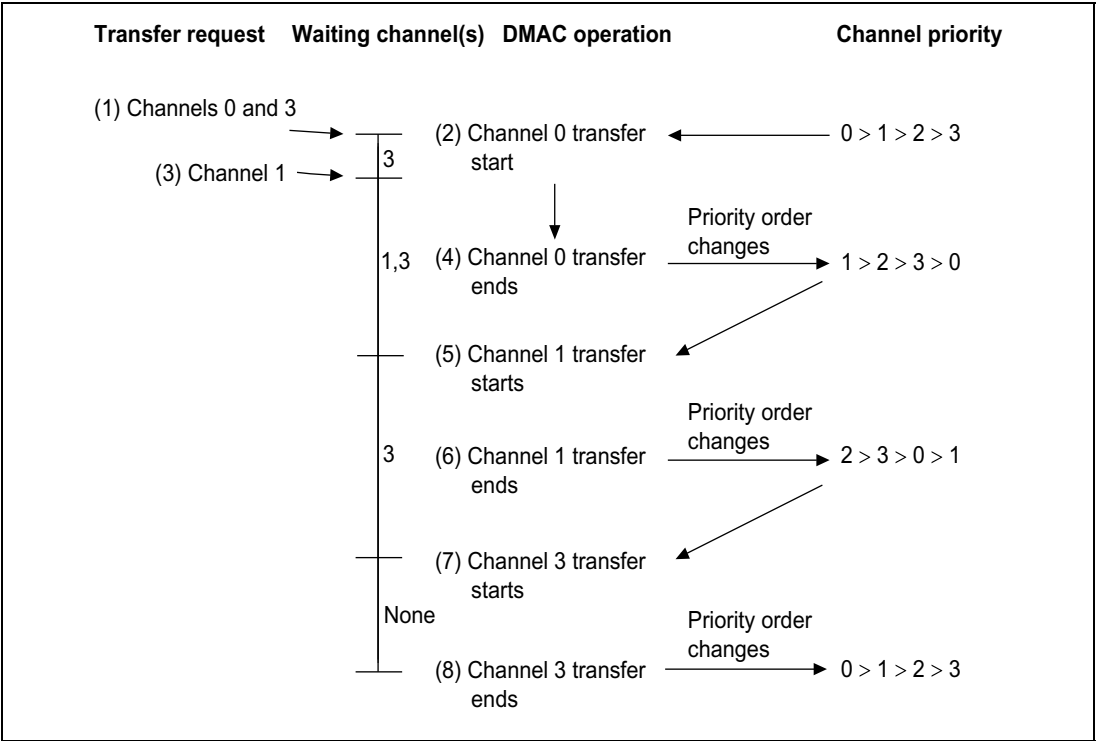 Transfer request Waiting channel(s) DMAC operation Channel priority
(1) Channels 0 and 3
(2) Channel 0 transfer
start
0 > 1 > 2 > 3
3
(3) Channel 1
Priority order
changes
1,3
(4) Channel 0 transfer
ends
1 > 2 > 3 > 0
(5) Channel 1 transfer
starts
Priority order
changes
3
(6) Channel 1 transfer
ends
2 > 3 > 0 > 1
(7) Channel 3 transfer
starts
None
Priority order
changes
(8) Channel 3 transfer
ends
0 > 1 > 2 > 3